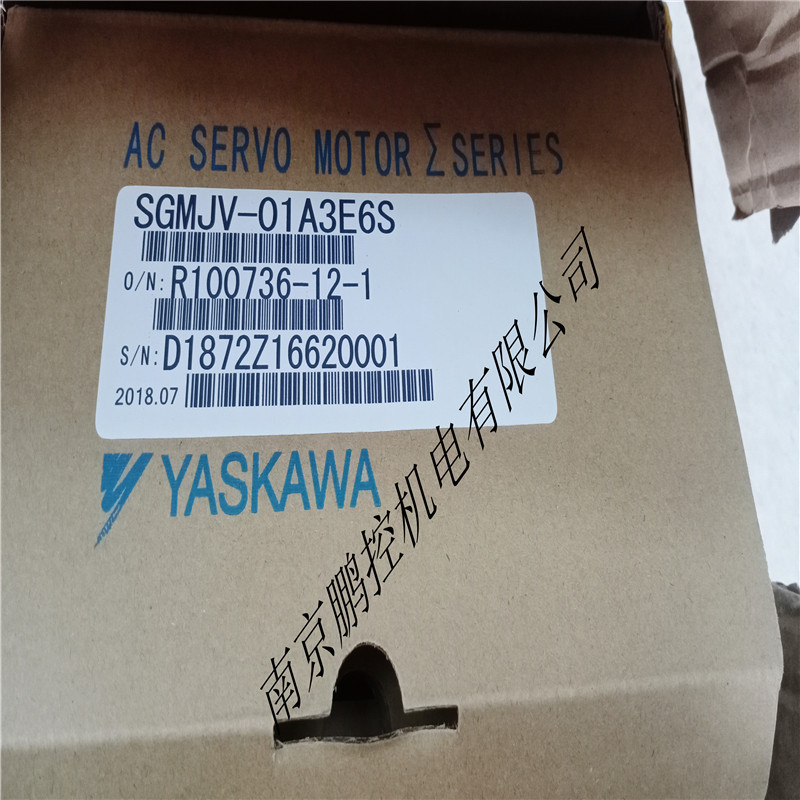 AC SERVO MOTOR Σ SERIES
SGMJV-01A3E6S
O/N: R100736-12-1
S/N: D1872Z16620001
2018.07
YASKAWA
南京鹏控机电有限公司